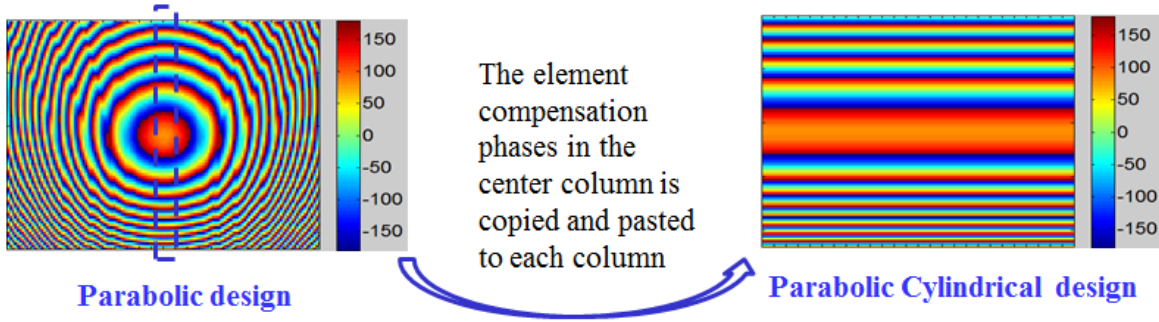 150
100
50
0
-50
-100
-150
Parabolic design
The element
compensation
phases in the
center column is
copied and pasted
to each column
150
100
50
0
-50
-100
-150
Parabolic Cylindrical design